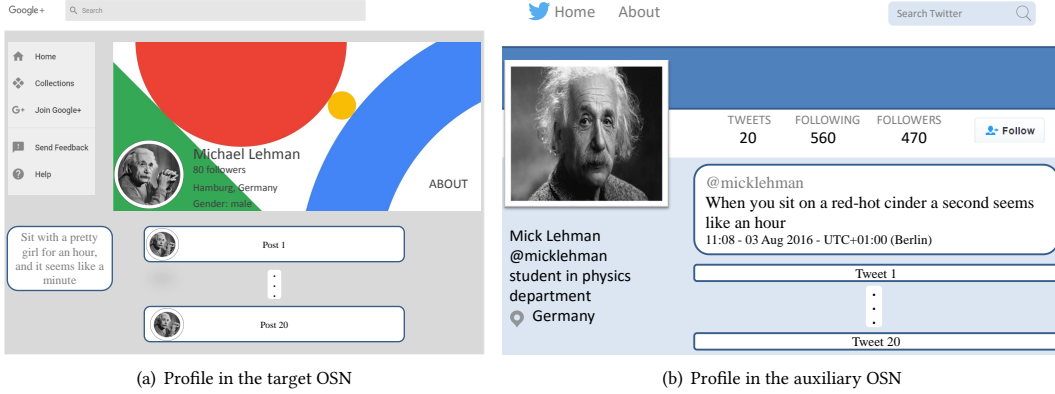 Google+
Search
Home
Collections
Join Google+
Send Feedback
Help
Michael Lehman
80 followers
Hamburg, Germany
Gender: male
ABOUT
Sit with a pretty
girl for an hour,
and it seems like a
minute
Post 1
Post 20
(a) Profile in the target OSN
Home About
Search Twitter
TWEETS FOLLOWING FOLLOWERS
20 560 470
Follow
@micklehman
When you sit on a red-hot cinder a second seems
like an hour
11:08 - 03 Aug 2016 - UTC+01:00 (Berlin)
Mick Lehman
@micklehman
student in physics
department
Germany
Tweet 1
Tweet 20
(b) Profile in the auxiliary OSN